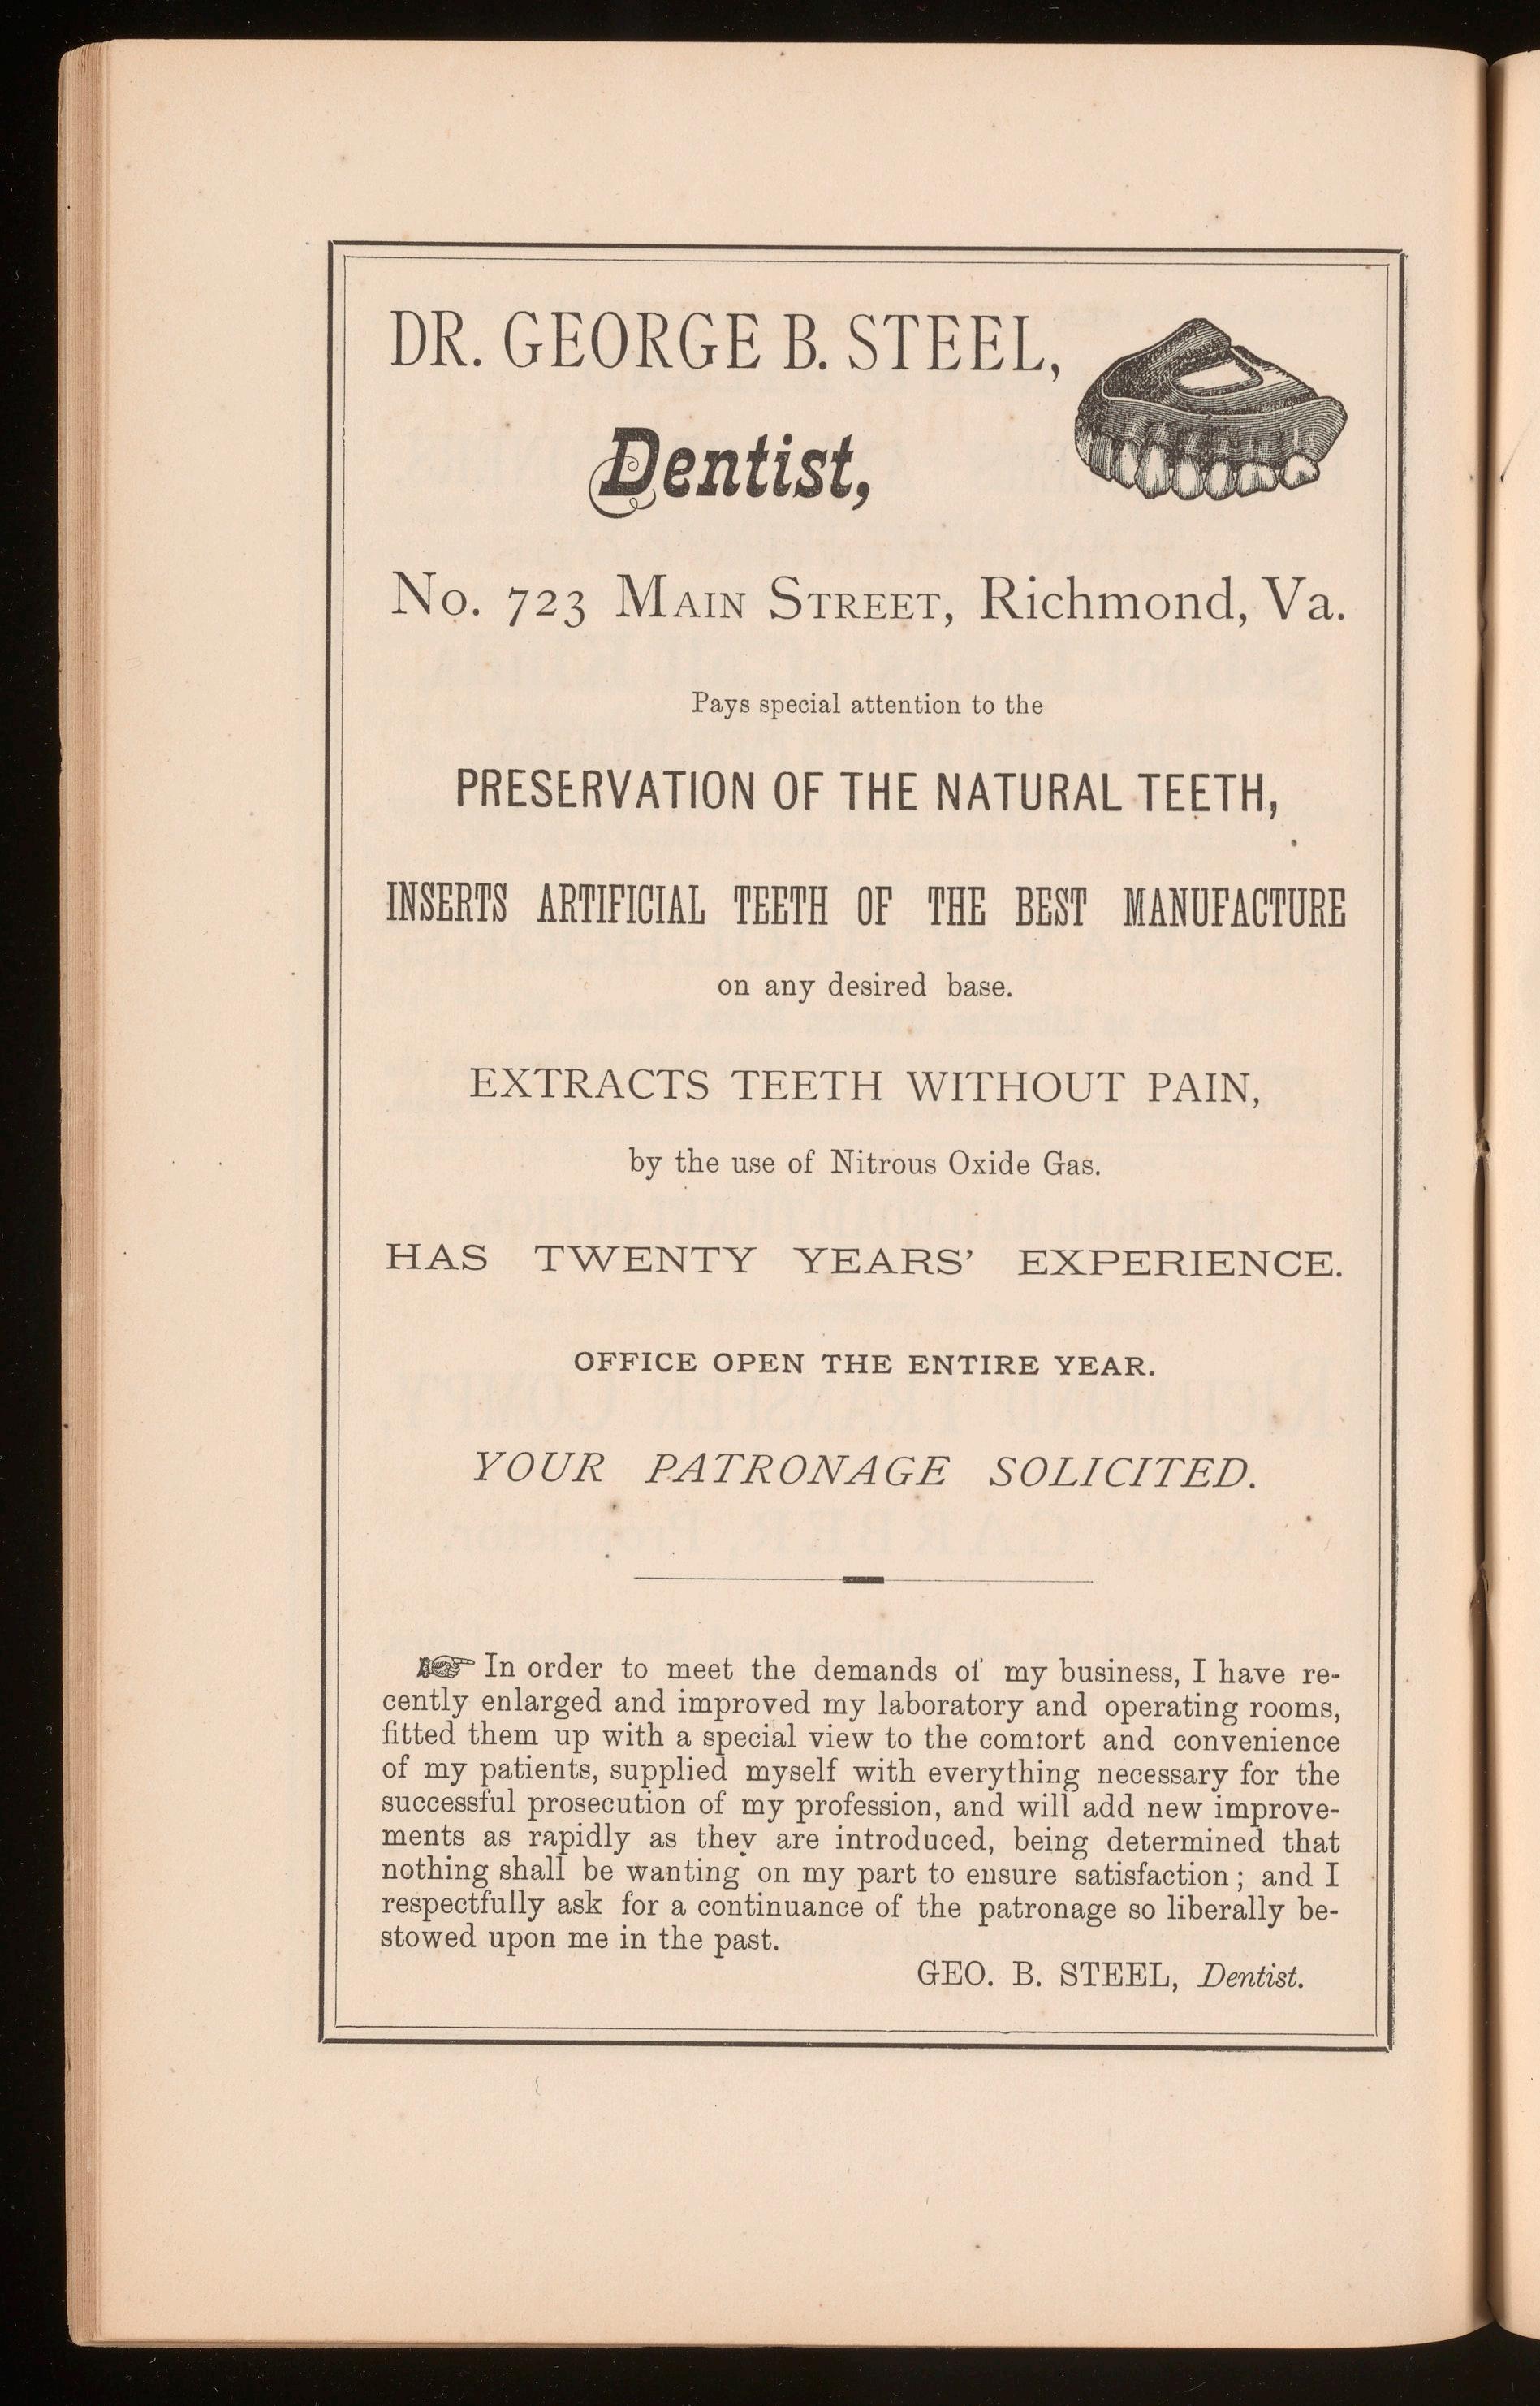 DR. GEORGE B. STEEL,
Dentist,
No. 723 MAIN STREET, Richmond, Va.
Pays special attention to the
PRESERVATION OF THE NATURAL TEETH,
INSERTS ARTIFICIAL TEETH OF THE BEST MANUFACTURE
on any desired base.
EXTRACTS TEETH WITHOUT PAIN,
by the use of Nitrous Oxide Gas.
HAS TWENTY YEARS' EXPERIENCE.
OFFICE OPEN THE ENTIRE YEAR.
YOUR PATRONAGE SOLICITED.
☞ In order to meet the demands of my business, I have re-
cently enlarged and improved my laboratory and operating rooms,
fitted them up with a special view to the comfort and convenience
of my patients, supplied myself with everything necessary for the
successful prosecution of my profession, and will add new improve-
ments as rapidly as they are introduced, being determined that
nothing shall be wanting on my part to ensure satisfaction; and I
respectfully ask for a continuance of the patronage so liberally be-
stowed upon me in the past.
GEO. B. STEEL, Dentist.